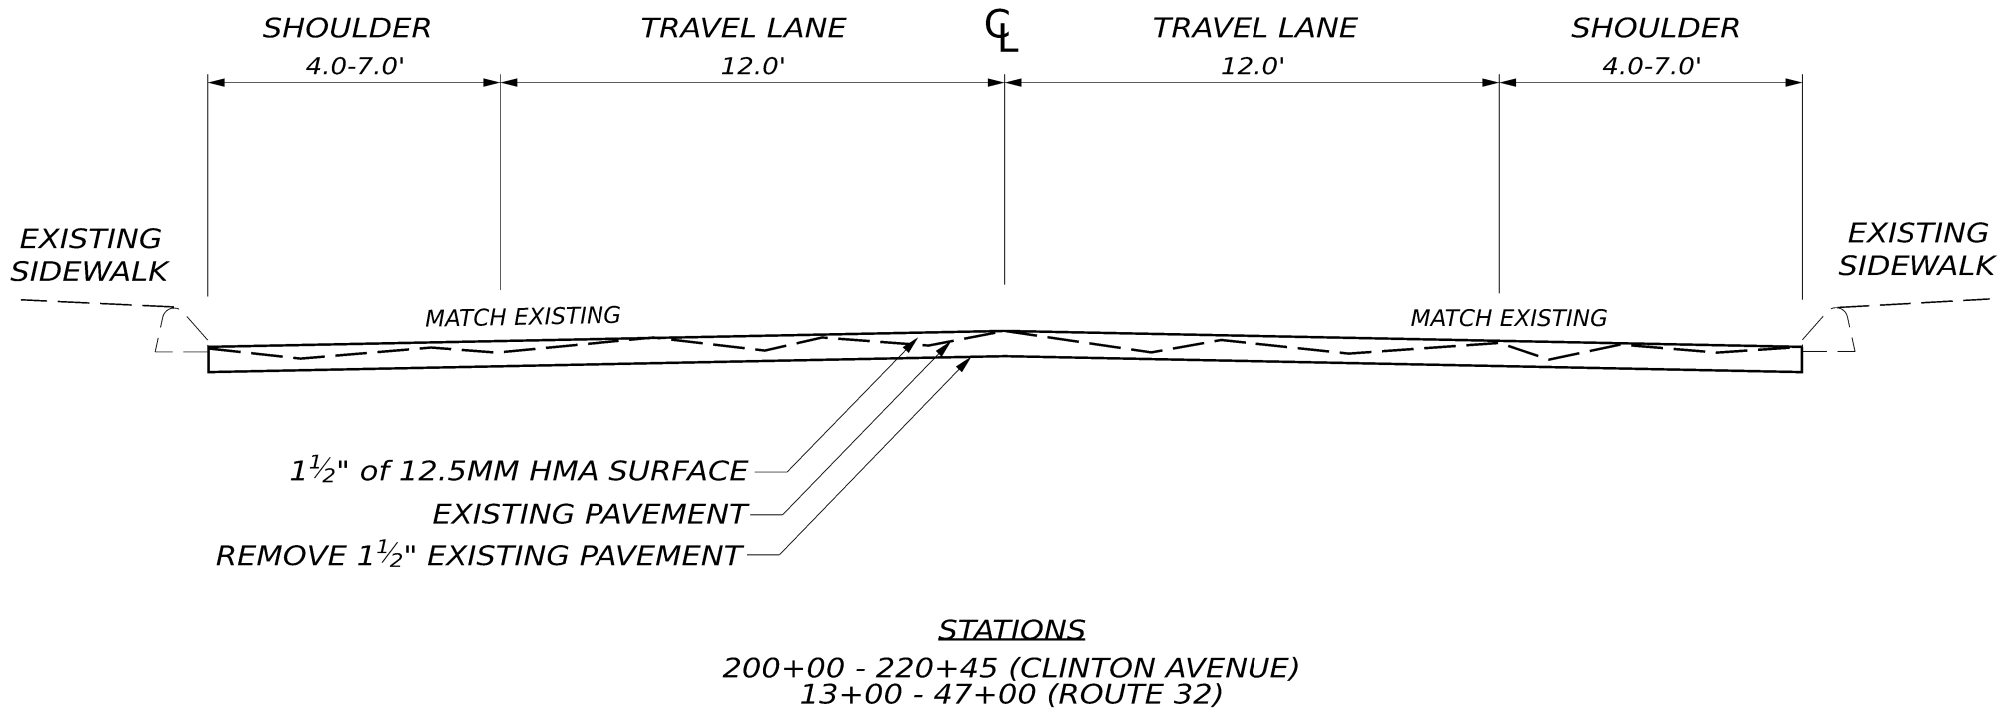 SHOULDER TRAVEL LANE ℄ TRAVEL LANE SHOULDER
4.0-7.0' 12.0' 12.0' 4.0-7.0'
EXISTING
SIDEWALK
EXISTING
SIDEWALK
MATCH EXISTING MATCH EXISTING
1½" of 12.5MM HMA SURFACE
EXISTING PAVEMENT
REMOVE 1½" EXISTING PAVEMENT
STATIONS
200+00 - 220+45 (CLINTON AVENUE)
13+00 - 47+00 (ROUTE 32)